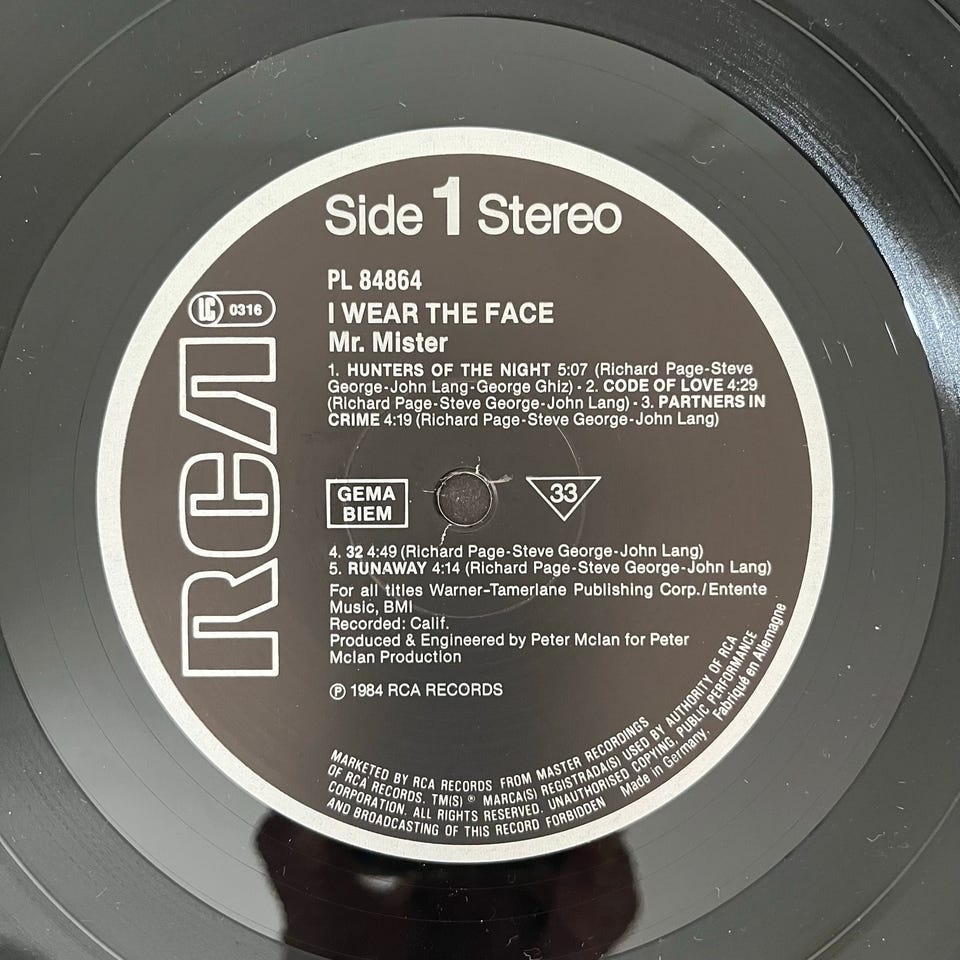 Side 1 Stereo
PL 84864
LC 0316
I WEAR THE FACE
Mr. Mister
1. HUNTERS OF THE NIGHT 5:07 (Richard Page-Steve
George-John Lang-George Ghiz) - 2. CODE OF LOVE 4:29
(Richard Page-Steve George-John Lang) - 3. PARTNERS IN
CRIME 4:19 (Richard Page-Steve George-John Lang)
RCA
GEMA
BIEM
33
4. 32 4:49 (Richard Page-Steve George-John Lang)
5. RUNAWAY 4:14 (Richard Page-Steve George-John Lang)
For all titles Warner-Tamerlane Publishing Corp./Entente
Music, BMI
Recorded: Calif.
Produced & Engineered by Peter McIan for Peter
McIan Production
℗ 1984 RCA RECORDS
MARKETED BY RCA RECORDS FROM MASTER RECORDINGS
OF RCA RECORDS. TM(S) ® MARCA(S) REGISTRADA(S) USED BY AUTHORITY OF RCA
CORPORATION. ALL RIGHTS RESERVED. UNAUTHORISED COPYING, PUBLIC PERFORMANCE
AND BROADCASTING OF THIS RECORD FORBIDDEN Made in Germany. Fabriqué en Allemagne